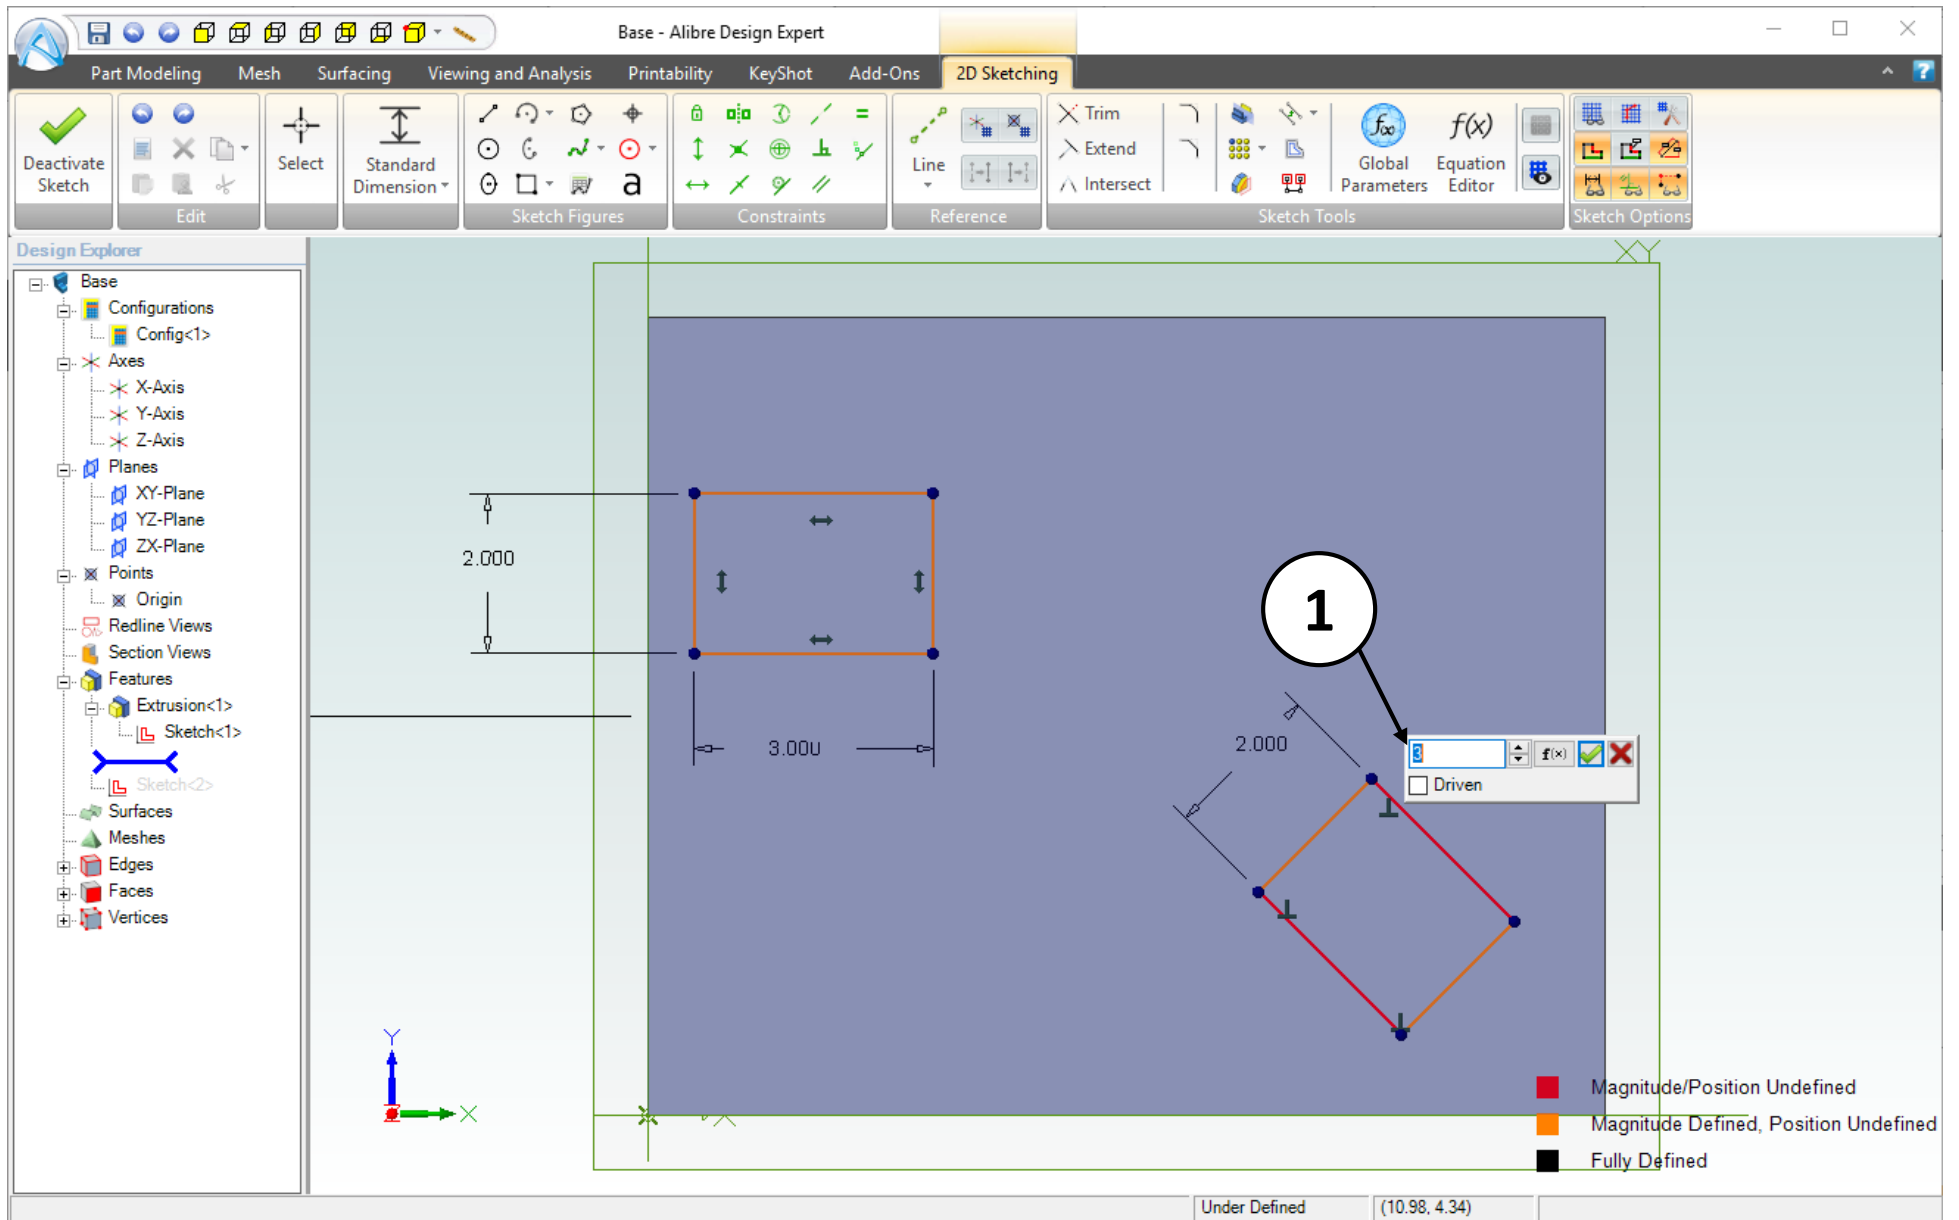 Base - Alibre Design Expert
Part Modeling Mesh Surfacing Viewing and Analysis Printability KeyShot Add-Ons 2D Sketching
Deactivate Sketch
Edit
Select
Standard Dimension
a
Sketch Figures
Constraints
Line
Reference
Trim
Extend
Intersect
f∞
Global Parameters
f(x)
Equation Editor
Sketch Tools
Sketch Options
Design Explorer
Base
Configurations
Config<1>
Axes
X-Axis
Y-Axis
Z-Axis
Planes
XY-Plane
YZ-Plane
ZX-Plane
Points
Origin
Redline Views
Section Views
Features
Extrusion<1>
Sketch<1>
Sketch<2>
Surfaces
Meshes
Edges
Faces
Vertices
XY
2.000
3.000
1
2.000
3 f(x)
Driven
Y
X
X
Magnitude/Position Undefined
Magnitude Defined, Position Undefined
Fully Defined
Under Defined (10.98, 4.34)